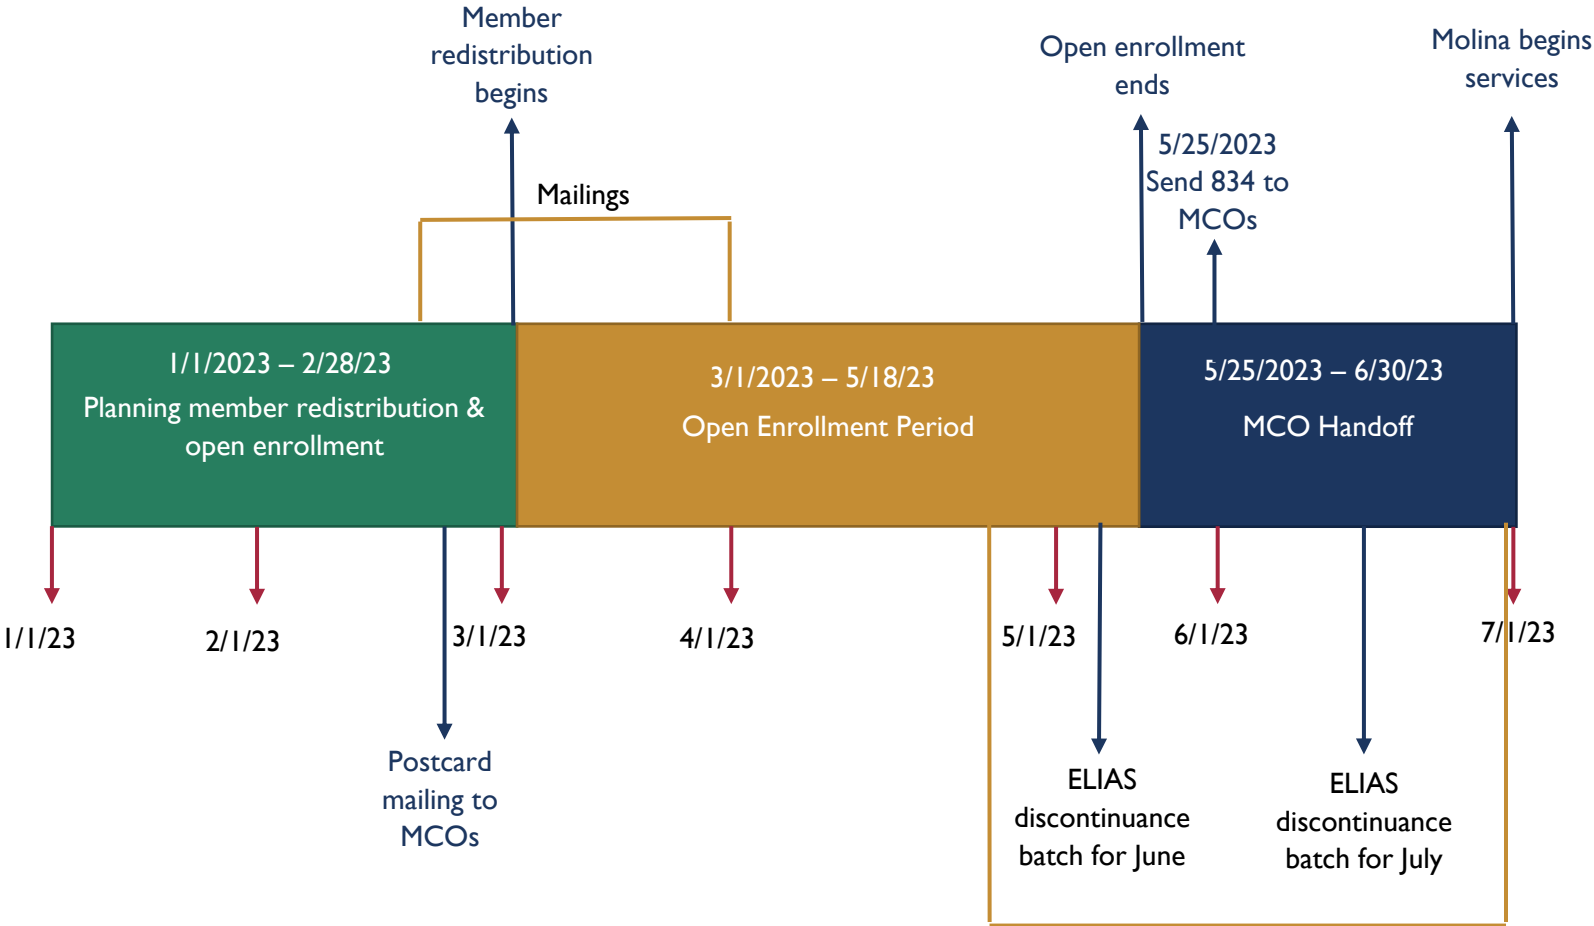 Member
redistribution
begins
Open enrollment
ends
Molina begins
services
5/25/2023
Send 834 to
MCOs
Mailings
1/1/2023 – 2/28/23
Planning member redistribution &
open enrollment
3/1/2023 – 5/18/23
Open Enrollment Period
5/25/2023 – 6/30/23
MCO Handoff
1/1/23
2/1/23
3/1/23
4/1/23
5/1/23
6/1/23
7/1/23
Postcard
mailing to
MCOs
ELIAS
discontinuance
batch for June
ELIAS
discontinuance
batch for July